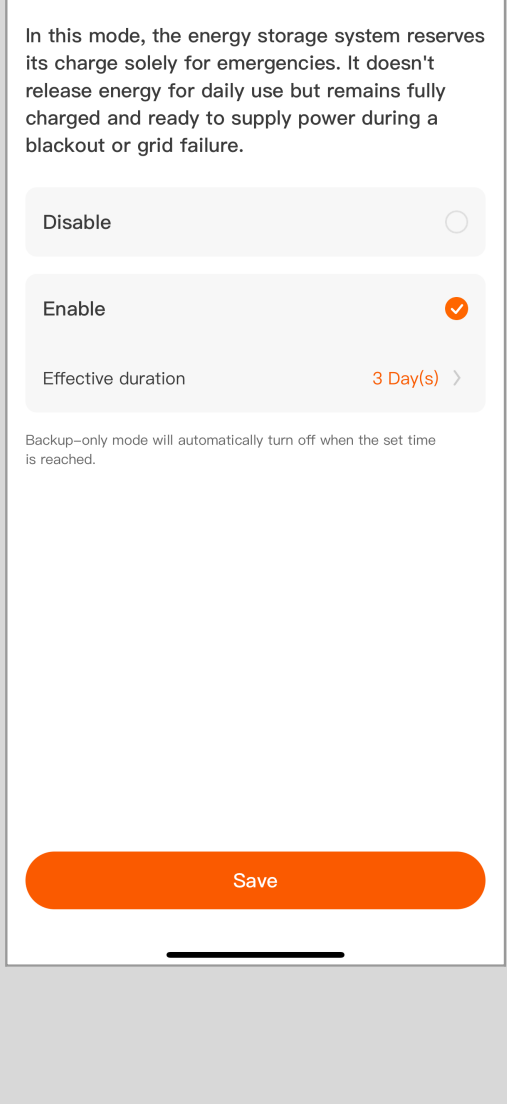 In this mode, the energy storage system reserves
its charge solely for emergencies. It doesn't
release energy for daily use but remains fully
charged and ready to supply power during a
blackout or grid failure.
Disable
Enable
Effective duration 3 Day(s)
Backup-only mode will automatically turn off when the set time
is reached.
Save